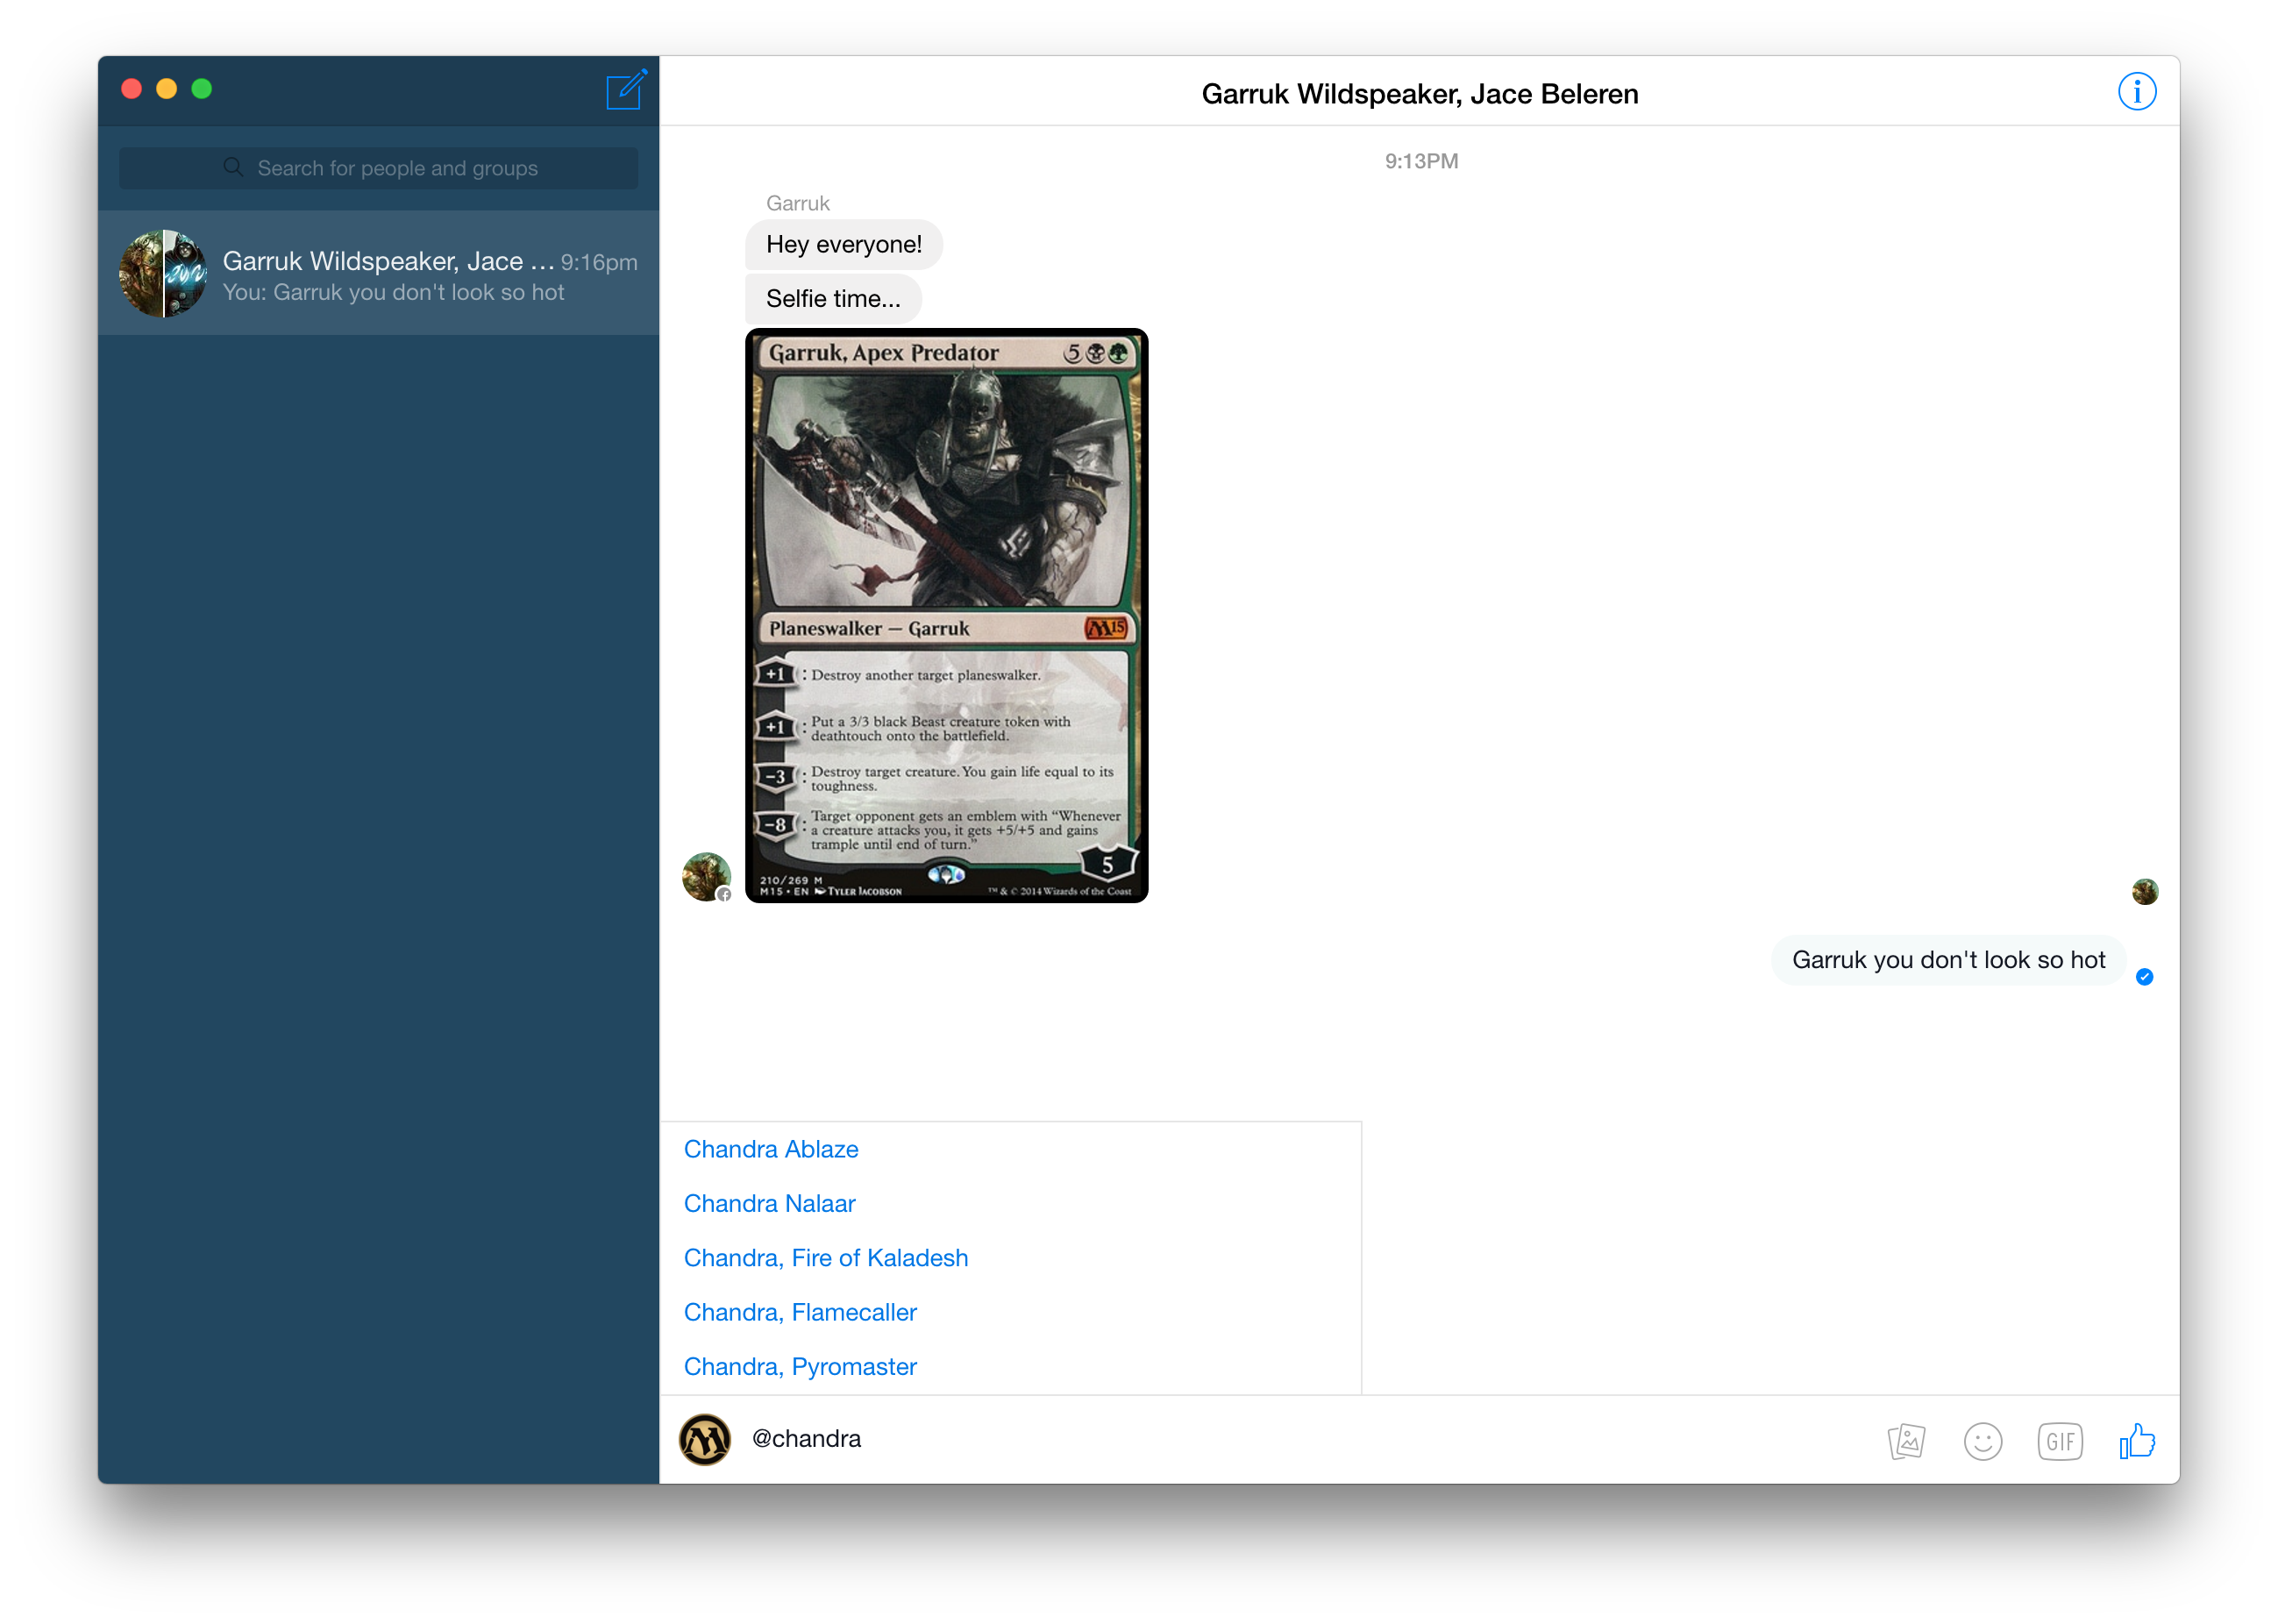 Search for people and groups
Garruk Wildspeaker, Jace ... 9:16pm
You: Garruk you don't look so hot
Garruk Wildspeaker, Jace Beleren
9:13PM
Garruk
Hey everyone!
Selfie time...
Garruk, Apex Predator 5
Planeswalker — Garruk M15
+1 : Destroy another target planeswalker.
+1 : Put a 3/3 black Beast creature token with
deathtouch onto the battlefield.
−3 : Destroy target creature. You gain life equal to its
toughness.
−8 : Target opponent gets an emblem with “Whenever
a creature attacks you, it gets +5/+5 and gains
trample until end of turn.”
5
210/269 M
M15 • EN TYLER JACOBSON ™ & © 2014 Wizards of the Coast
Garruk you don't look so hot
Chandra Ablaze
Chandra Nalaar
Chandra, Fire of Kaladesh
Chandra, Flamecaller
Chandra, Pyromaster
@chandra
GIF